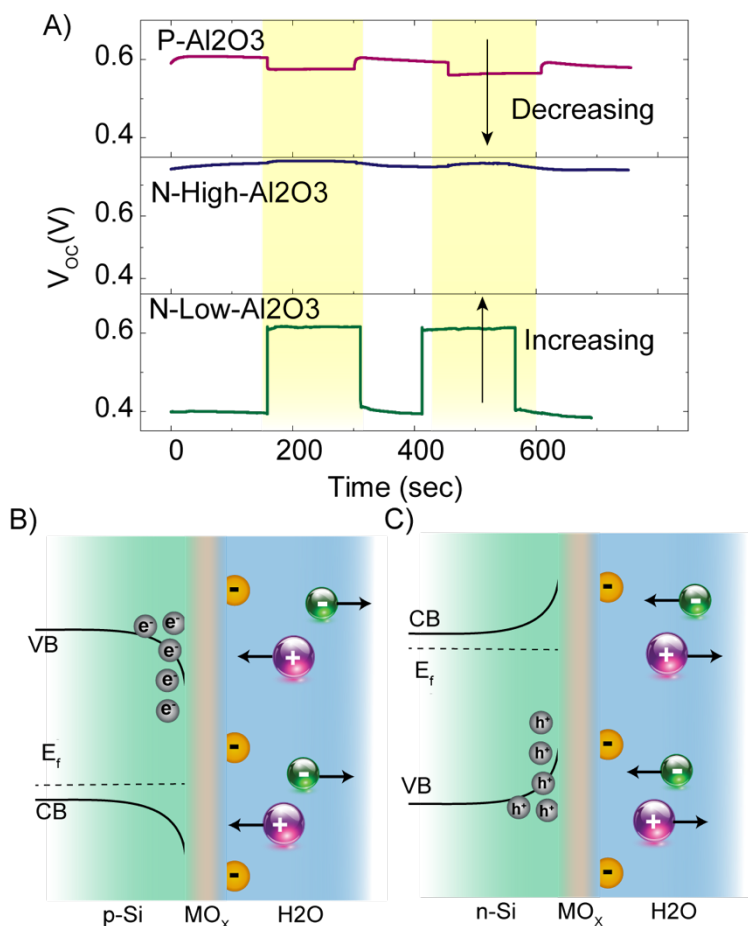 A)
P-Al2O3
0.6
Decreasing
0.4
0.6
N-High-Al2O3
VOC(V)
0.4
N-Low-Al2O3
0.6
Increasing
0.4
0 200 400 600
Time (sec)
B)
C)
- -
e- e-
VB
e-
+
e-
e-
-
Ef
-
CB
+
-
p-Si MOX H2O
- -
CB
+
Ef
h+
-
h+
VB
h+
-
h+ h+
+
-
n-Si MOX H2O